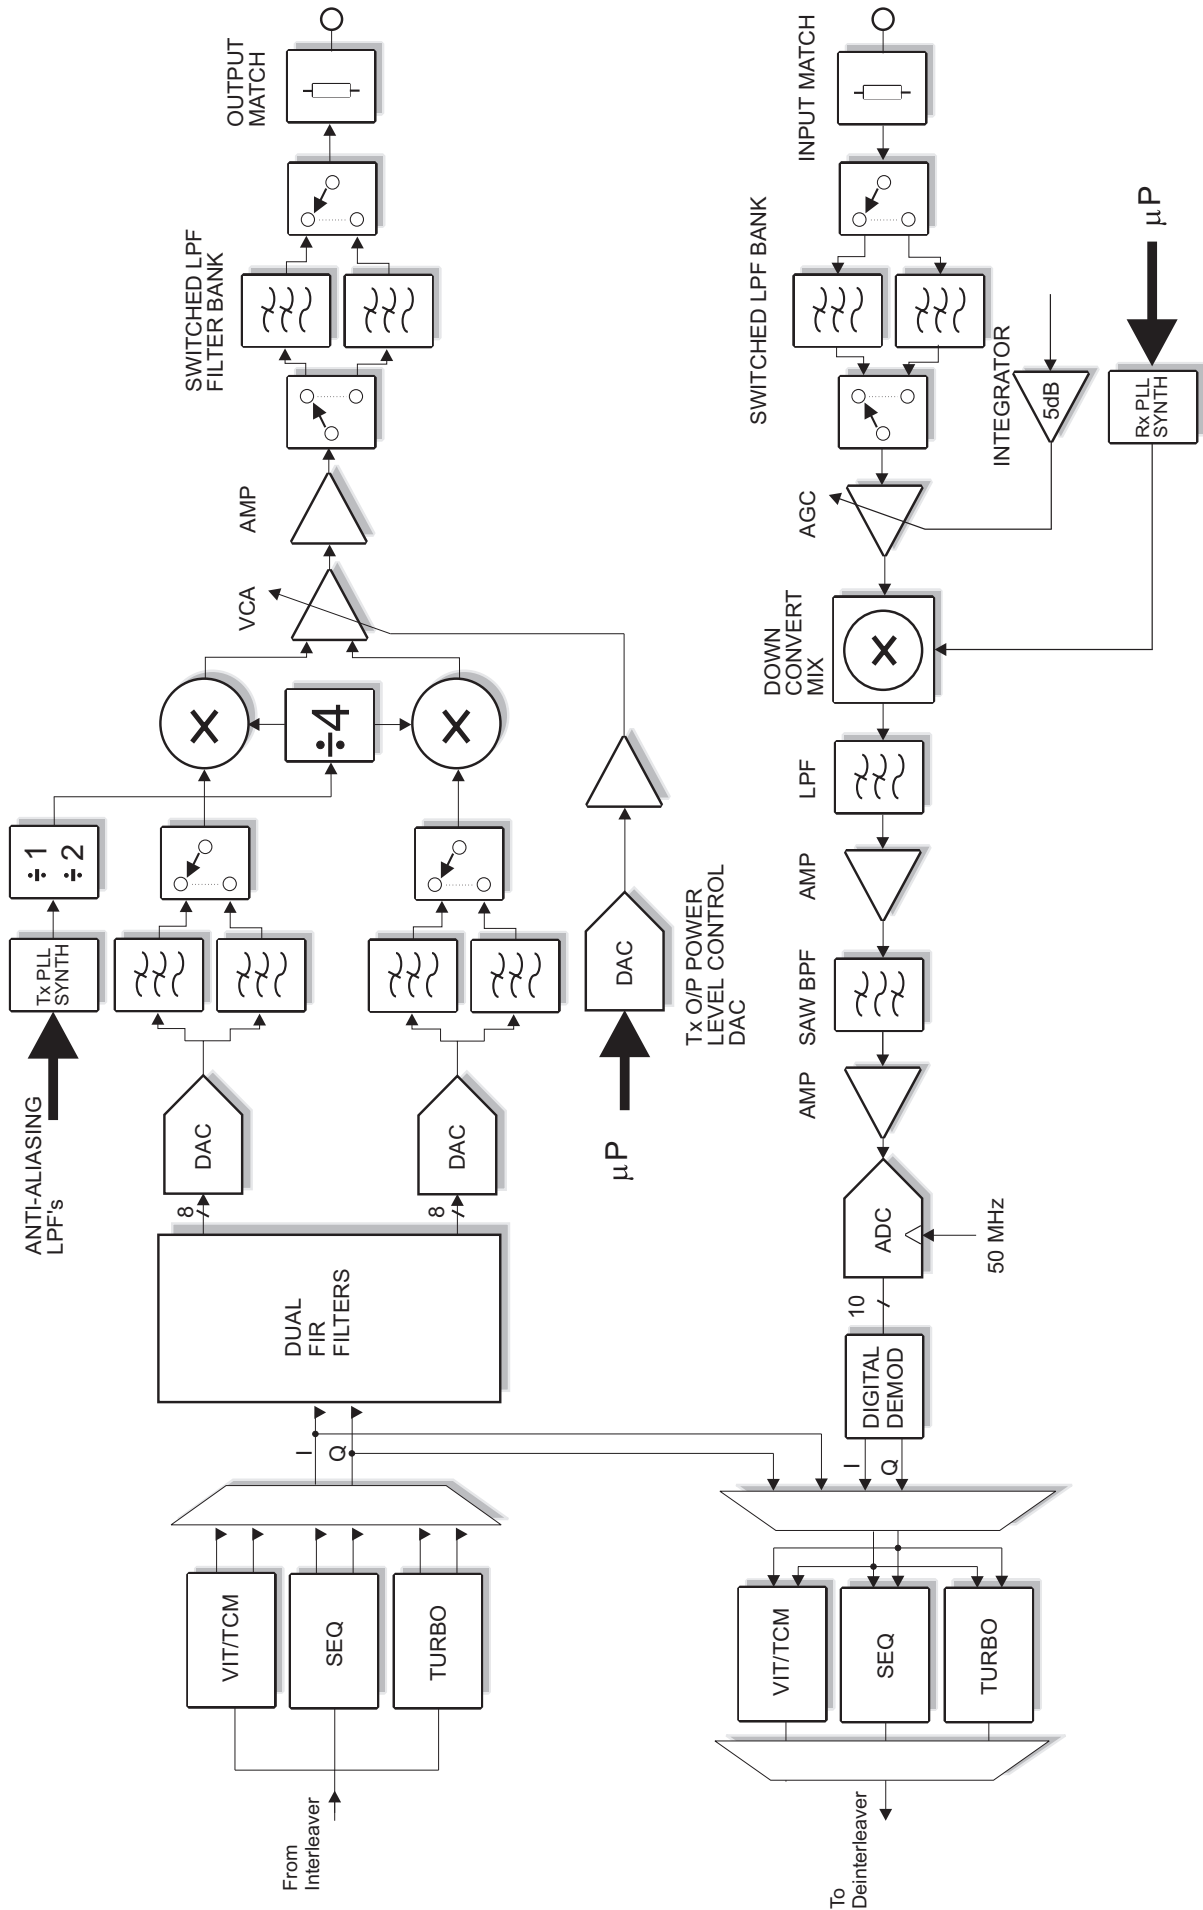 From
Interleaver
VIT/TCM
SEQ
TURBO
I
Q
DUAL
FIR
FILTERS
8
8
DAC
DAC
ANTI-ALIASING
LPF's
Tx PLL
SYNTH
÷ 1
÷ 2
÷4
μP
DAC
Tx O/P POWER
LEVEL CONTROL
DAC
VCA
AMP
SWITCHED LPF
FILTER BANK
OUTPUT
MATCH
INPUT MATCH
SWITCHED LPF BANK
AGC
INTEGRATOR
5dB
Rx PLL
SYNTH
μP
DOWN
CONVERT
MIX
LPF
AMP
SAW BPF
AMP
ADC
50 MHz
10
DIGITAL
DEMOD
I
Q
VIT/TCM
SEQ
TURBO
To
Deinterleaver